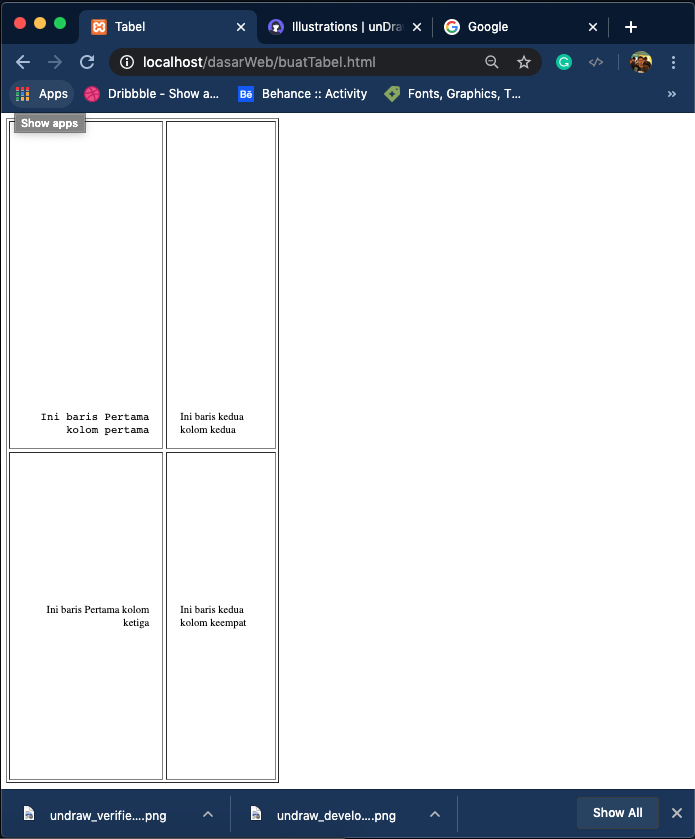 Tabel
Illustrations | unDra
Google
localhost/dasarWeb/buatTabel.html
Apps
Dribbble - Show a...
Bē
Behance :: Activity
Fonts, Graphics, T...
»
Show apps
Ini baris Pertama
kolom pertama
Ini baris kedua
kolom kedua
Ini baris Pertama kolom
ketiga
Ini baris kedua
kolom keempat
undraw_verifie....png
undraw_develo....png
Show All